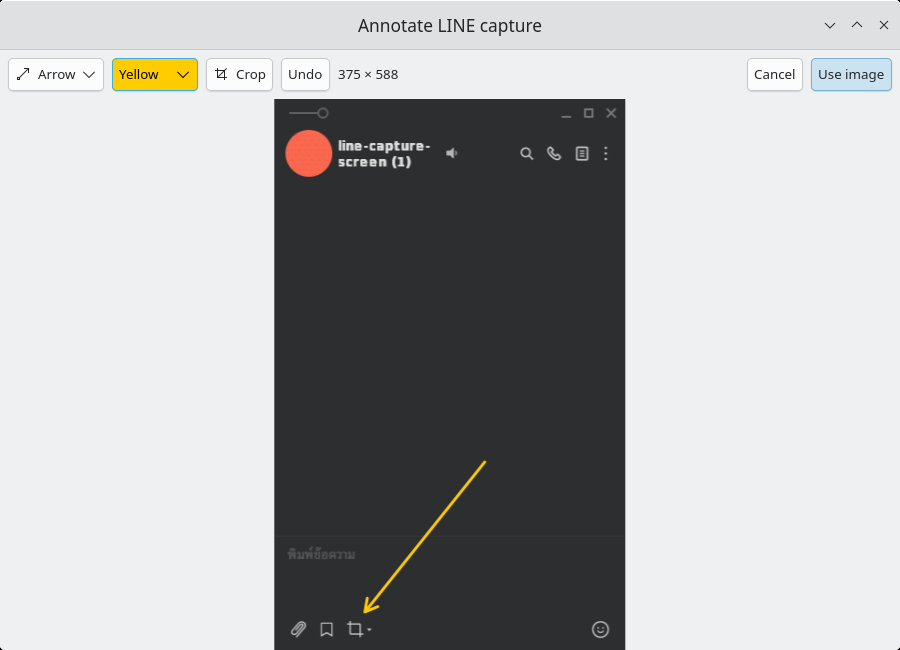 Annotate LINE capture
Arrow
Yellow
Crop
Undo
375 × 588
Cancel
Use image
line-capture-
screen (1)
พิมพ์ข้อความ